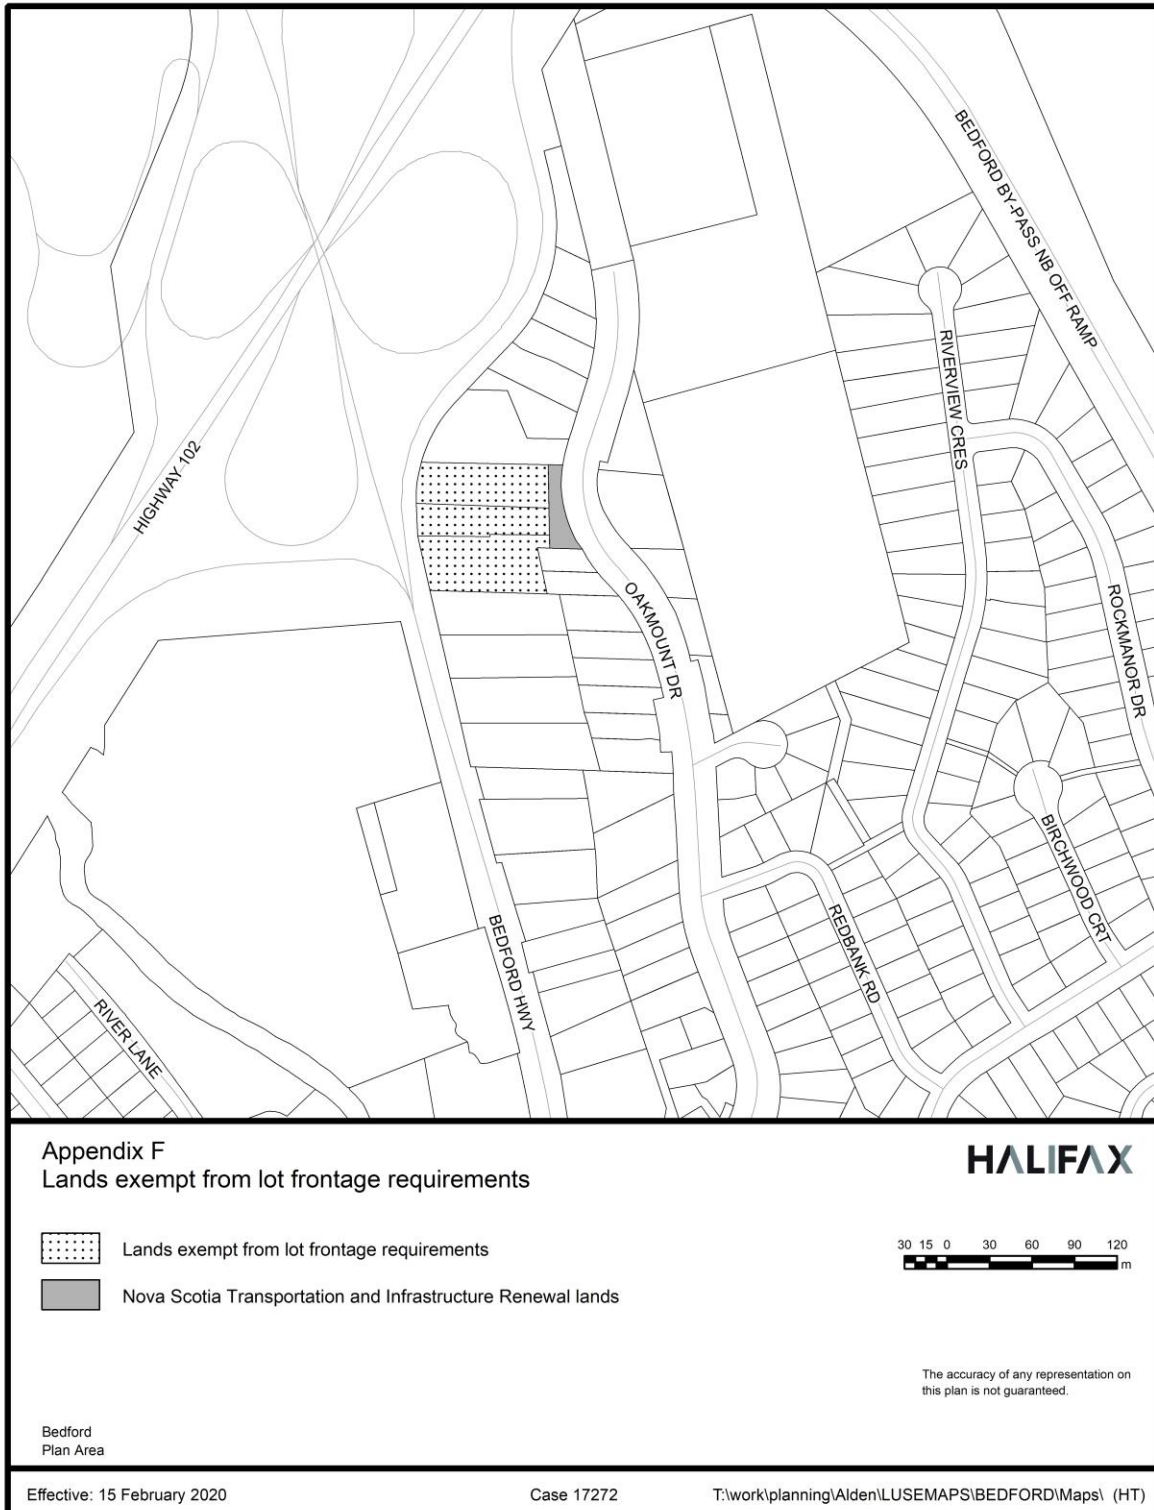 BEDFORD BY-PASS NB OFF RAMP
RIVERVIEW CRES
HIGHWAY 102
OAKMOUNT DR
ROCKMANOR DR
BIRCHWOOD CRT
BEDFORD HWY
REDBANK RD
RIVER LANE
Appendix F
Lands exempt from lot frontage requirements
HALIFAX
Lands exempt from lot frontage requirements
30 15 0 30 60 90 120
m
Nova Scotia Transportation and Infrastructure Renewal lands
The accuracy of any representation on
this plan is not guaranteed.
Bedford
Plan Area
Effective: 15 February 2020 Case 17272 T:\work\planning\Alden\LUSEMAPS\BEDFORD\Maps\ (HT)